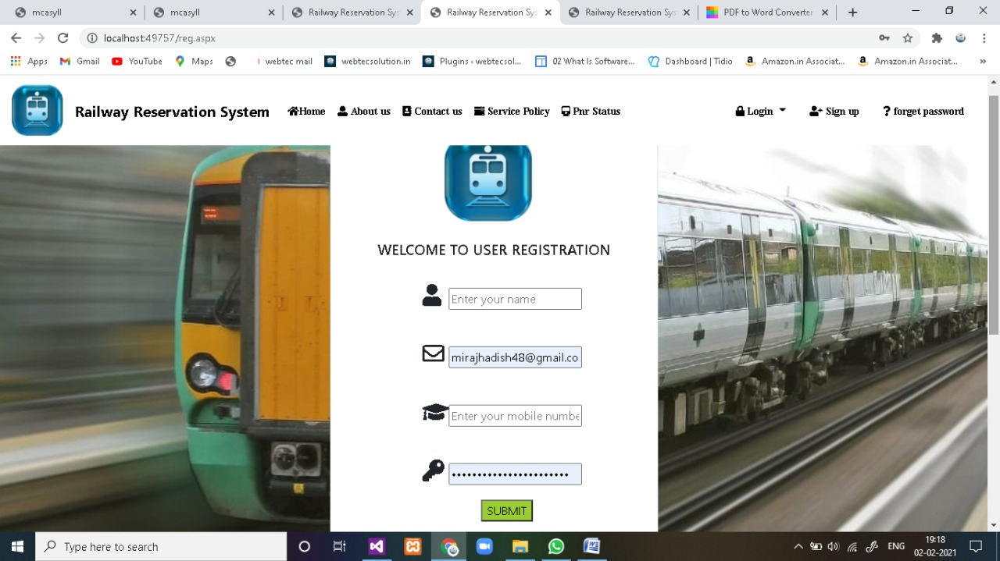 mcasyll
mcasyll
Railway Reservation Sys
Railway Reservation Sys
Railway Reservation Sys
PDF to Word Converter
localhost:49757/reg.aspx
Apps
Gmail
YouTube
Maps
webtec mail
webtecsolution.in
Plugins ‹ webtecsol...
02 What Is Software...
Dashboard | Tidio
Amazon.in Associat...
Amazon.in Associat...
»
Railway Reservation System
Home
About us
Contact us
Service Policy
Pnr Status
Login
Sign up
forget password
WELCOME TO USER REGISTRATION
Enter your name
mirajhadish48@gmail.co
Enter your mobile numbe
SUBMIT
Type here to search
ENG
19:18
02-02-2021